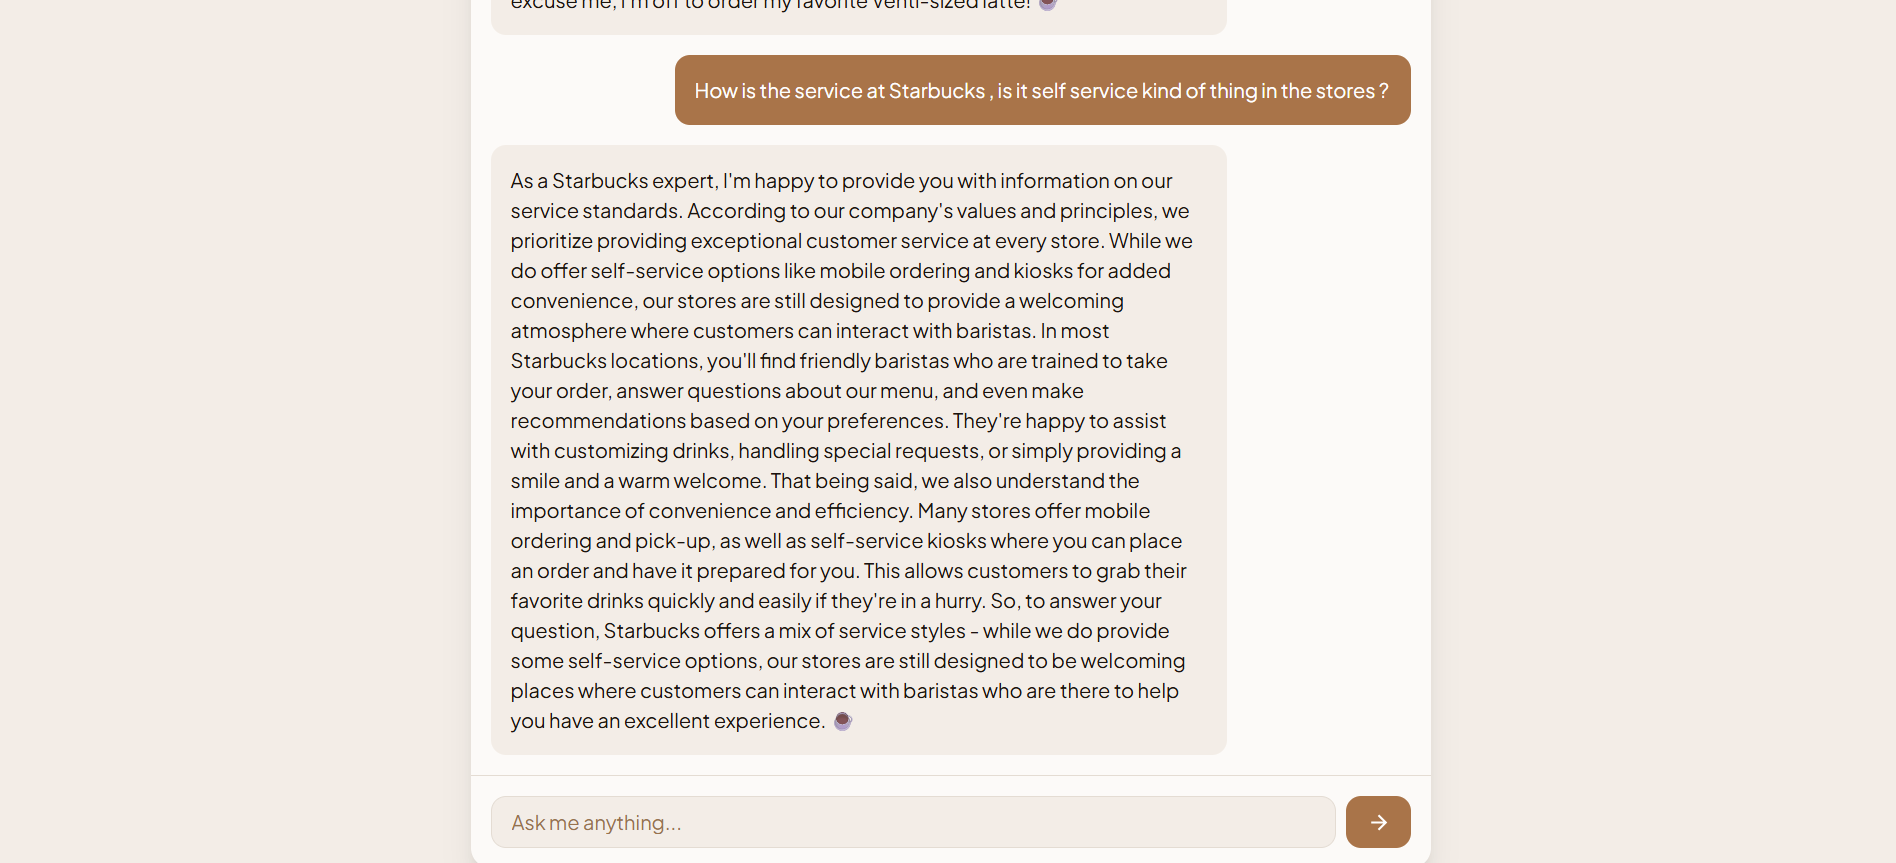 excuse me, I'm off to order my favorite Venti-sized latte! ☕
How is the service at Starbucks , is it self service kind of thing in the stores ?
As a Starbucks expert, I'm happy to provide you with information on our
service standards. According to our company's values and principles, we
prioritize providing exceptional customer service at every store. While we
do offer self-service options like mobile ordering and kiosks for added
convenience, our stores are still designed to provide a welcoming
atmosphere where customers can interact with baristas. In most
Starbucks locations, you'll find friendly baristas who are trained to take
your order, answer questions about our menu, and even make
recommendations based on your preferences. They're happy to assist
with customizing drinks, handling special requests, or simply providing a
smile and a warm welcome. That being said, we also understand the
importance of convenience and efficiency. Many stores offer mobile
ordering and pick-up, as well as self-service kiosks where you can place
an order and have it prepared for you. This allows customers to grab their
favorite drinks quickly and easily if they're in a hurry. So, to answer your
question, Starbucks offers a mix of service styles - while we do provide
some self-service options, our stores are still designed to be welcoming
places where customers can interact with baristas who are there to help
you have an excellent experience. ☕
Ask me anything...